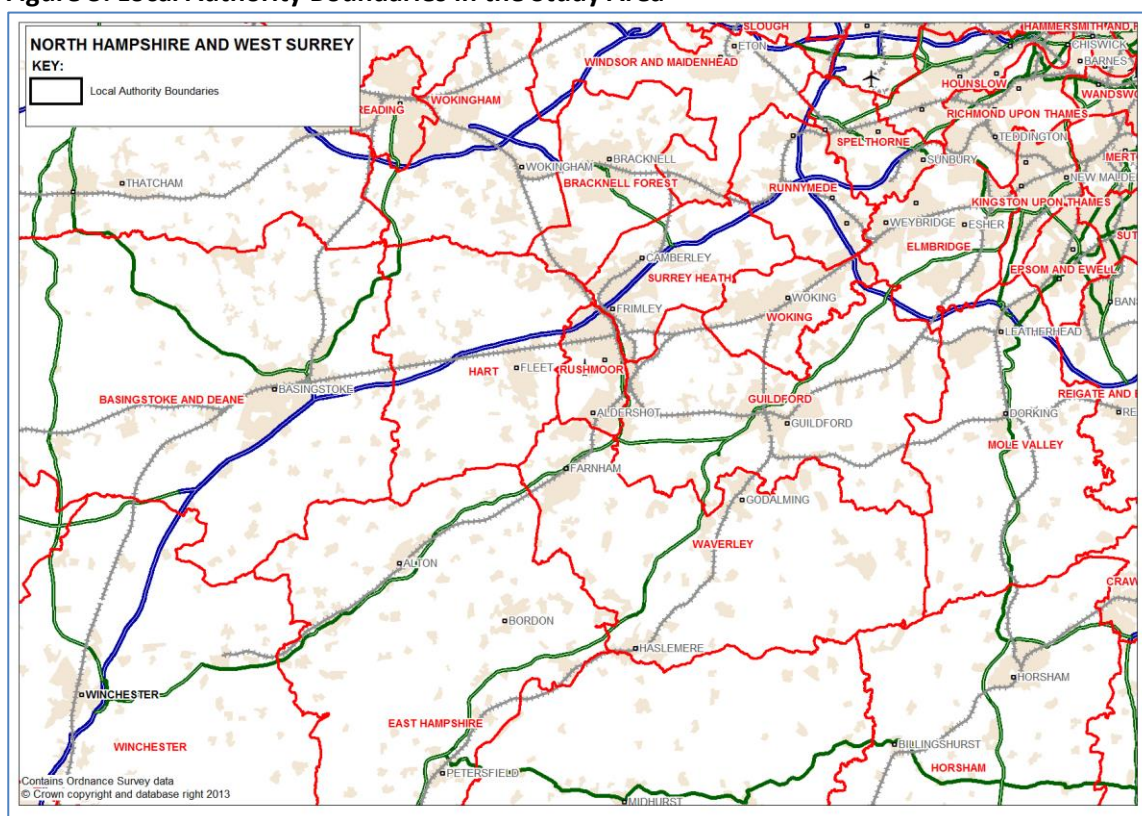 Figure 3: Local Authority Boundaries in the Study Area
NORTH HAMPSHIRE AND WEST SURREY
KEY:
Local Authority Boundaries
SLOUGH
HAMMERSMITH AND
ETON
CHISWICK
BARNES
WINDSOR AND MAIDENHEAD
HOUNSLOW
WANDSWO
READING
WOKINGHAM
RICHMOND UPON THAMES
TEDDINGTON
SPELTHORNE
SUNBURY
MERT
WOKINGHAM
BRACKNELL
NEW MALDE
THATCHAM
BRACKNELL FOREST
RUNNYMEDE
KINGSTON UPON THAMES
WEYBRIDGE
ESHER
SUT
ELMBRIDGE
CAMBERLEY
EPSOM AND EWELL
SURREY HEATH
WOKING
BAN
FRIMLEY
WOKING
LEATHERHEAD
FLEET
RUSHMOOR
HART
BASINGSTOKE
REIGATE AND
BASINGSTOKE AND DEANE
GUILDFORD
ALDERSHOT
DORKING
RE
GUILDFORD
MOLE VALLEY
FARNHAM
GODALMING
WAVERLEY
ALTON
CRAW
BORDON
HASLEMERE
HORSHAM
WINCHESTER
EAST HAMPSHIRE
WINCHESTER
BILLINGSHURST
HORSHAM
PETERSFIELD
MIDHURST
Contains Ordnance Survey data
© Crown copyright and database right 2013